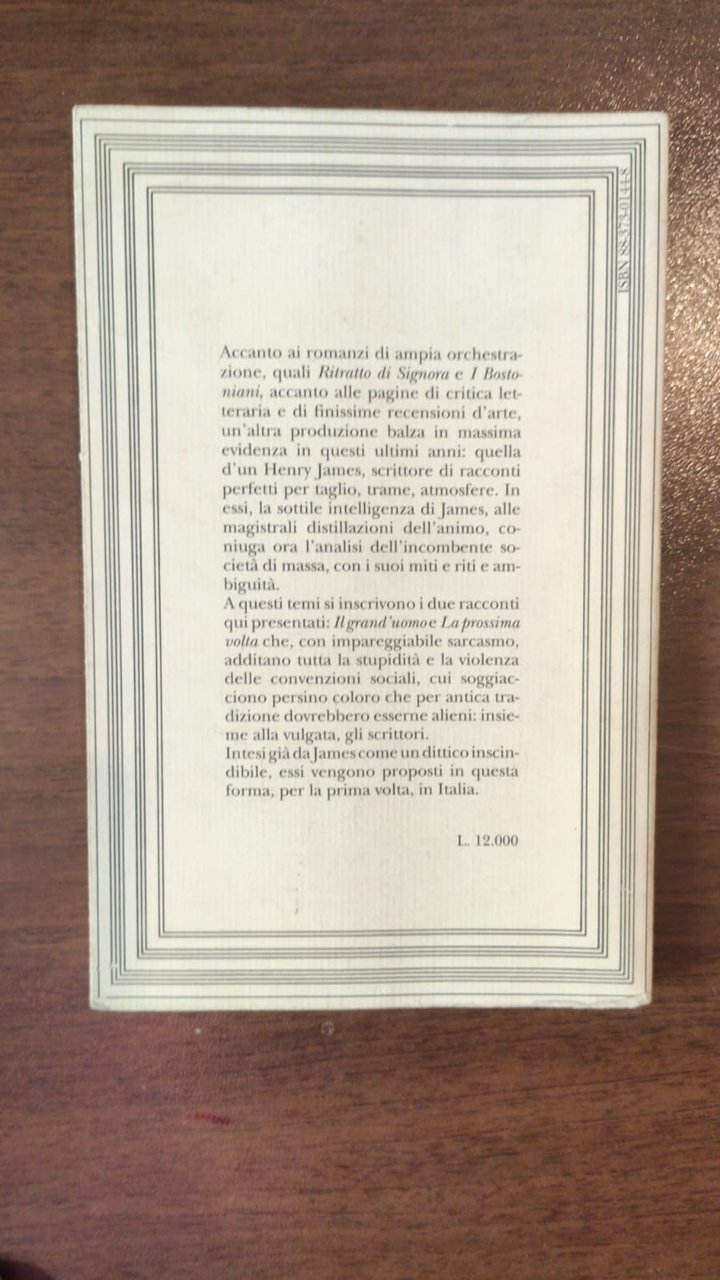 ISBN 88-373-0144-8
Accanto ai romanzi di ampia orchestra-
zione, quali Ritratto di Signora e I Bosto-
niani, accanto alle pagine di critica let-
teraria e di finissime recensioni d'arte,
un'altra produzione balza in massima
evidenza in questi ultimi anni: quella
d'un Henry James, scrittore di racconti
perfetti per taglio, trame, atmosfere. In
essi, la sottile intelligenza di James, alle
magistrali distillazioni dell'animo, co-
niuga ora l'analisi dell'incombente so-
cietà di massa, con i suoi miti e riti e am-
biguità.
A questi temi si inscrivono i due racconti
qui presentati: Il grand'uomo e La prossima
volta che, con impareggiabile sarcasmo,
additano tutta la stupidità e la violenza
delle convenzioni sociali, cui soggiac-
ciono persino coloro che per antica tra-
dizione dovrebbero esserne alieni: insie-
me alla vulgata, gli scrittori.
Intesi già da James come un dittico inscin-
dibile, essi vengono proposti in questa
forma, per la prima volta, in Italia.
L. 12.000